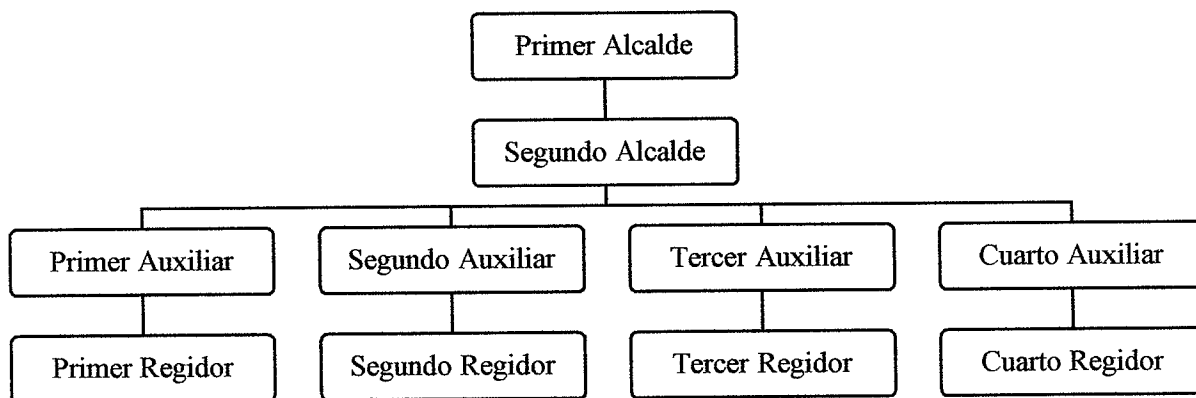 Primer Alcalde
Segundo Alcalde
Primer Auxiliar
Segundo Auxiliar
Tercer Auxiliar
Cuarto Auxiliar
Primer Regidor
Segundo Regidor
Tercer Regidor
Cuarto Regidor